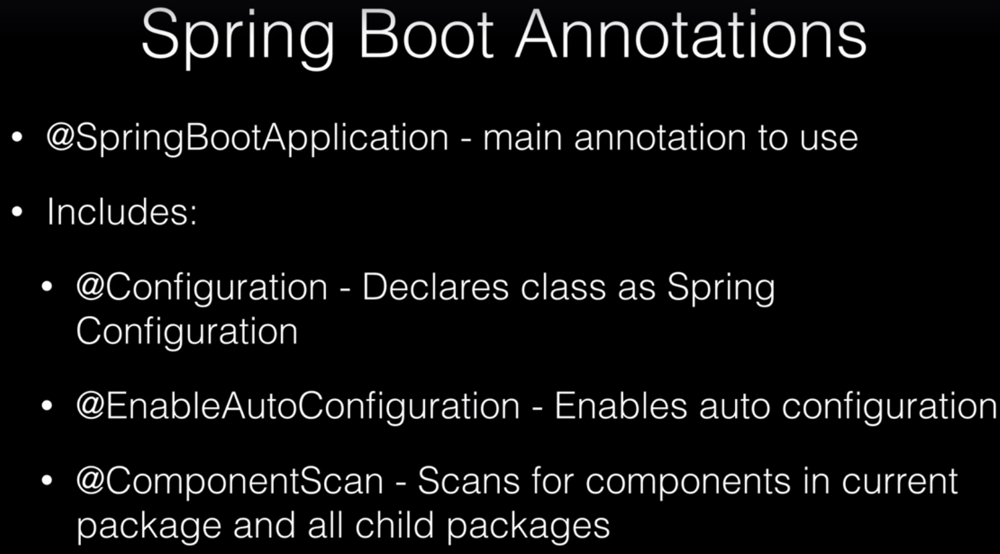 Spring Boot Annotations
• @SpringBootApplication - main annotation to use
• Includes:
• @Configuration - Declares class as Spring
Configuration
• @EnableAutoConfiguration - Enables auto configuration
• @ComponentScan - Scans for components in current
package and all child packages